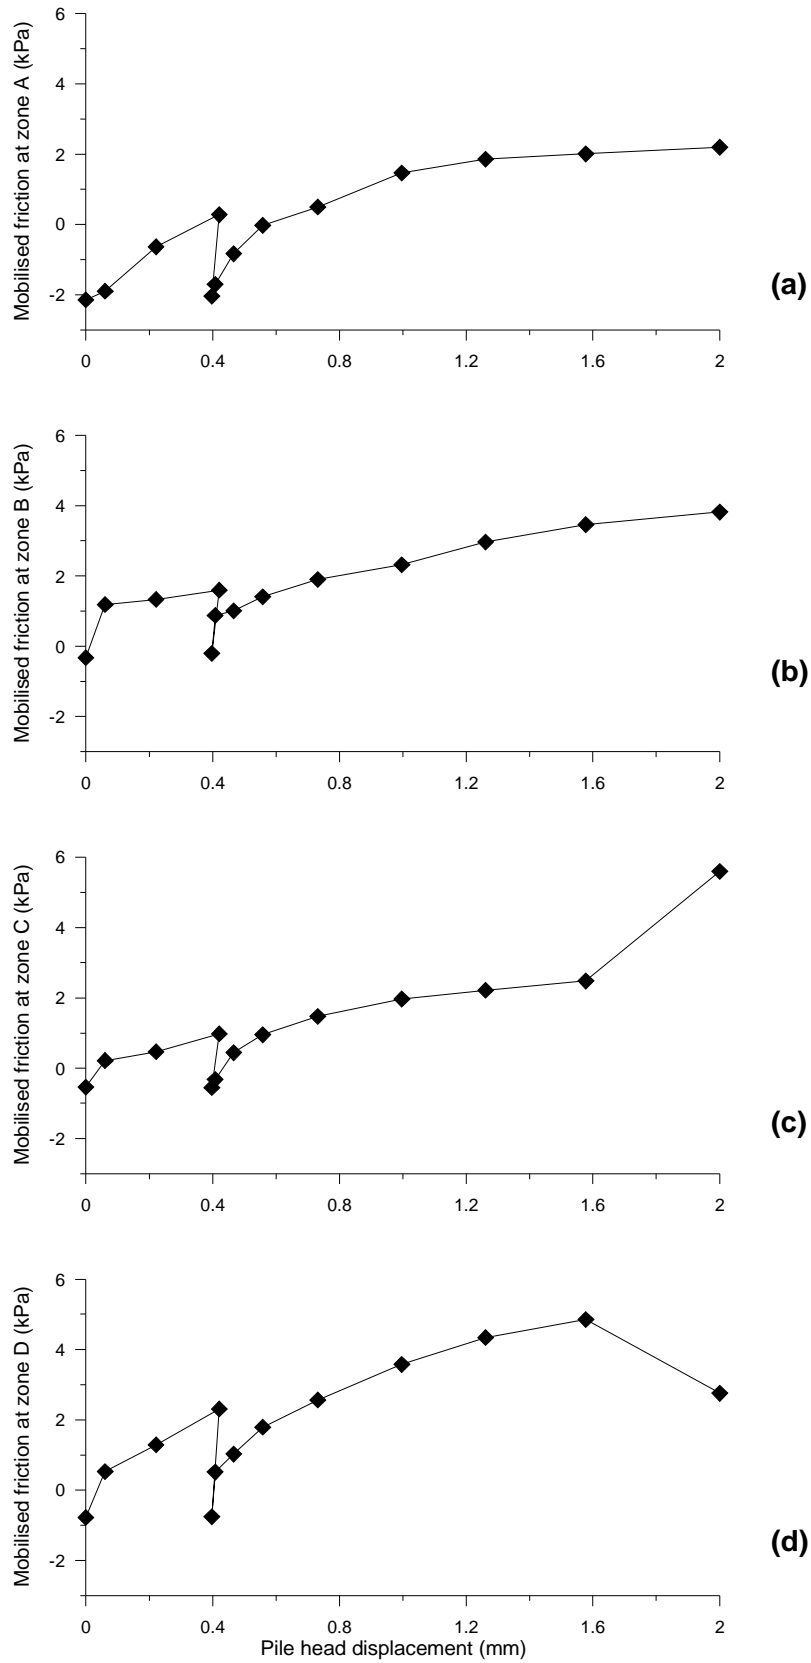 Mobilised friction at zone A (kPa)
6
4
2
0
-2
0 0.4 0.8 1.2 1.6 2
(a)
Mobilised friction at zone B (kPa)
6
4
2
0
-2
0 0.4 0.8 1.2 1.6 2
(b)
Mobilised friction at zone C (kPa)
6
4
2
0
-2
0 0.4 0.8 1.2 1.6 2
(c)
Mobilised friction at zone D (kPa)
6
4
2
0
-2
0 0.4 0.8 1.2 1.6 2
Pile head displacement (mm)
(d)